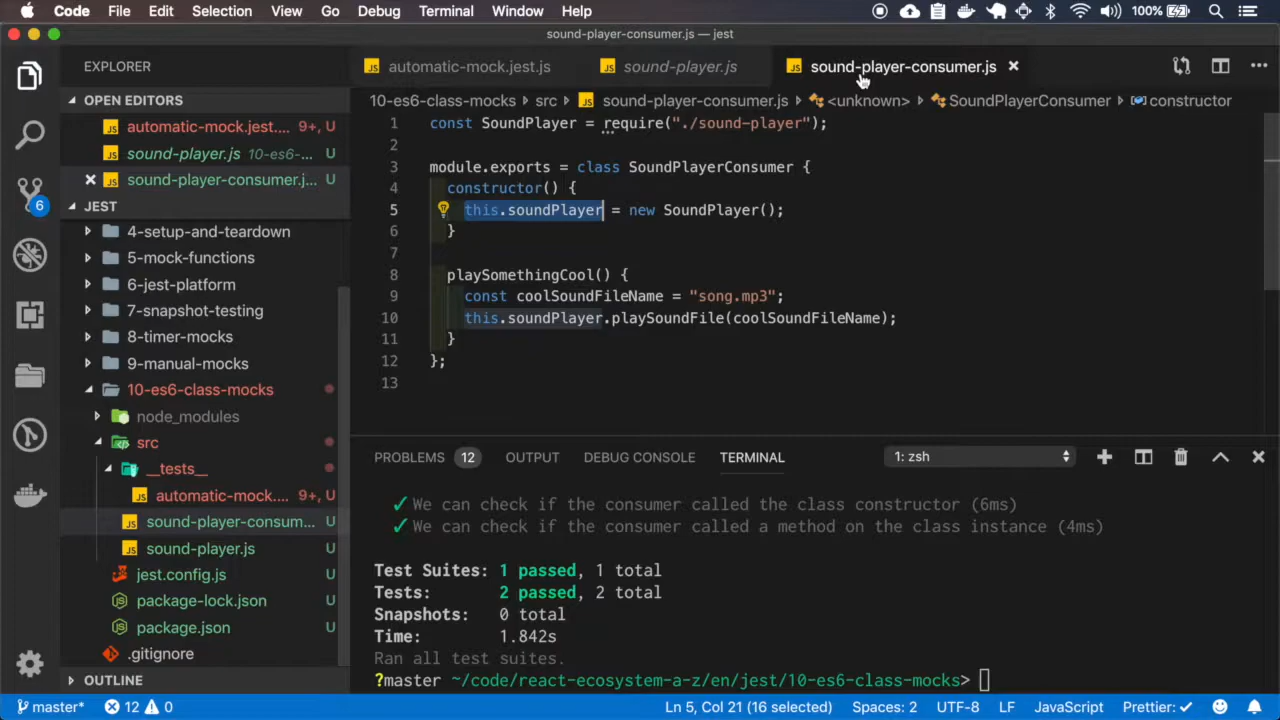 Code File Edit Selection View Go Debug Terminal Window Help 100%
sound-player-consumer.js — jest
EXPLORER
automatic-mock.jest.js
sound-player.js
sound-player-consumer.js
OPEN EDITORS
automatic-mock.jest.... 9+, U
sound-player.js 10-es6-... U
sound-player-consumer.j... U
JEST
4-setup-and-teardown
5-mock-functions
6-jest-platform
7-snapshot-testing
8-timer-mocks
9-manual-mocks
10-es6-class-mocks
node_modules
src
__tests__
automatic-mock.... 9+, U
sound-player-consum... U
sound-player.js U
jest.config.js U
package-lock.json U
package.json U
.gitignore
OUTLINE
6
10-es6-class-mocks › src › sound-player-consumer.js › <unknown> › SoundPlayerConsumer › constructor
1 const SoundPlayer = require("./sound-player");
2
3 module.exports = class SoundPlayerConsumer {
4 constructor() {
5 this.soundPlayer = new SoundPlayer();
6 }
7
8 playSomethingCool() {
9 const coolSoundFileName = "song.mp3";
10 this.soundPlayer.playSoundFile(coolSoundFileName);
11 }
12 };
13
PROBLEMS 12 OUTPUT DEBUG CONSOLE TERMINAL 1: zsh
✓ We can check if the consumer called the class constructor (6ms)
✓ We can check if the consumer called a method on the class instance (4ms)
Test Suites: 1 passed, 1 total
Tests: 2 passed, 2 total
Snapshots: 0 total
Time: 1.842s
Ran all test suites.
?master ~/code/react-ecosystem-a-z/en/jest/10-es6-class-mocks>
master* 12 0 Ln 5, Col 21 (16 selected) Spaces: 2 UTF-8 LF JavaScript Prettier: ✓